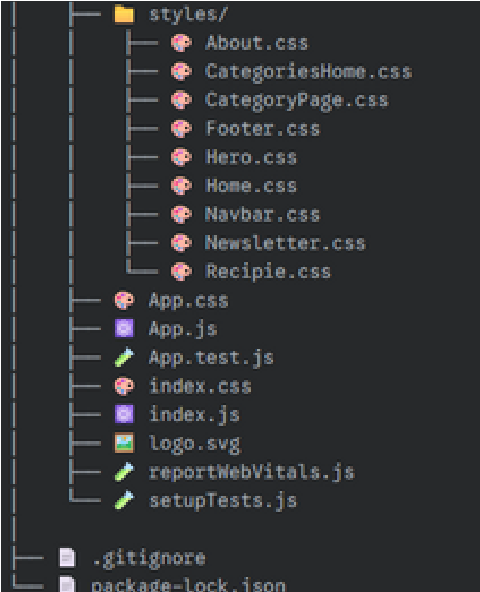 styles/
About.css
CategoriesHome.css
CategoryPage.css
Footer.css
Hero.css
Home.css
Navbar.css
Newsletter.css
Recipie.css
App.css
App.js
App.test.js
index.css
index.js
logo.svg
reportWebVitals.js
setupTests.js
.gitignore
package-lock.json